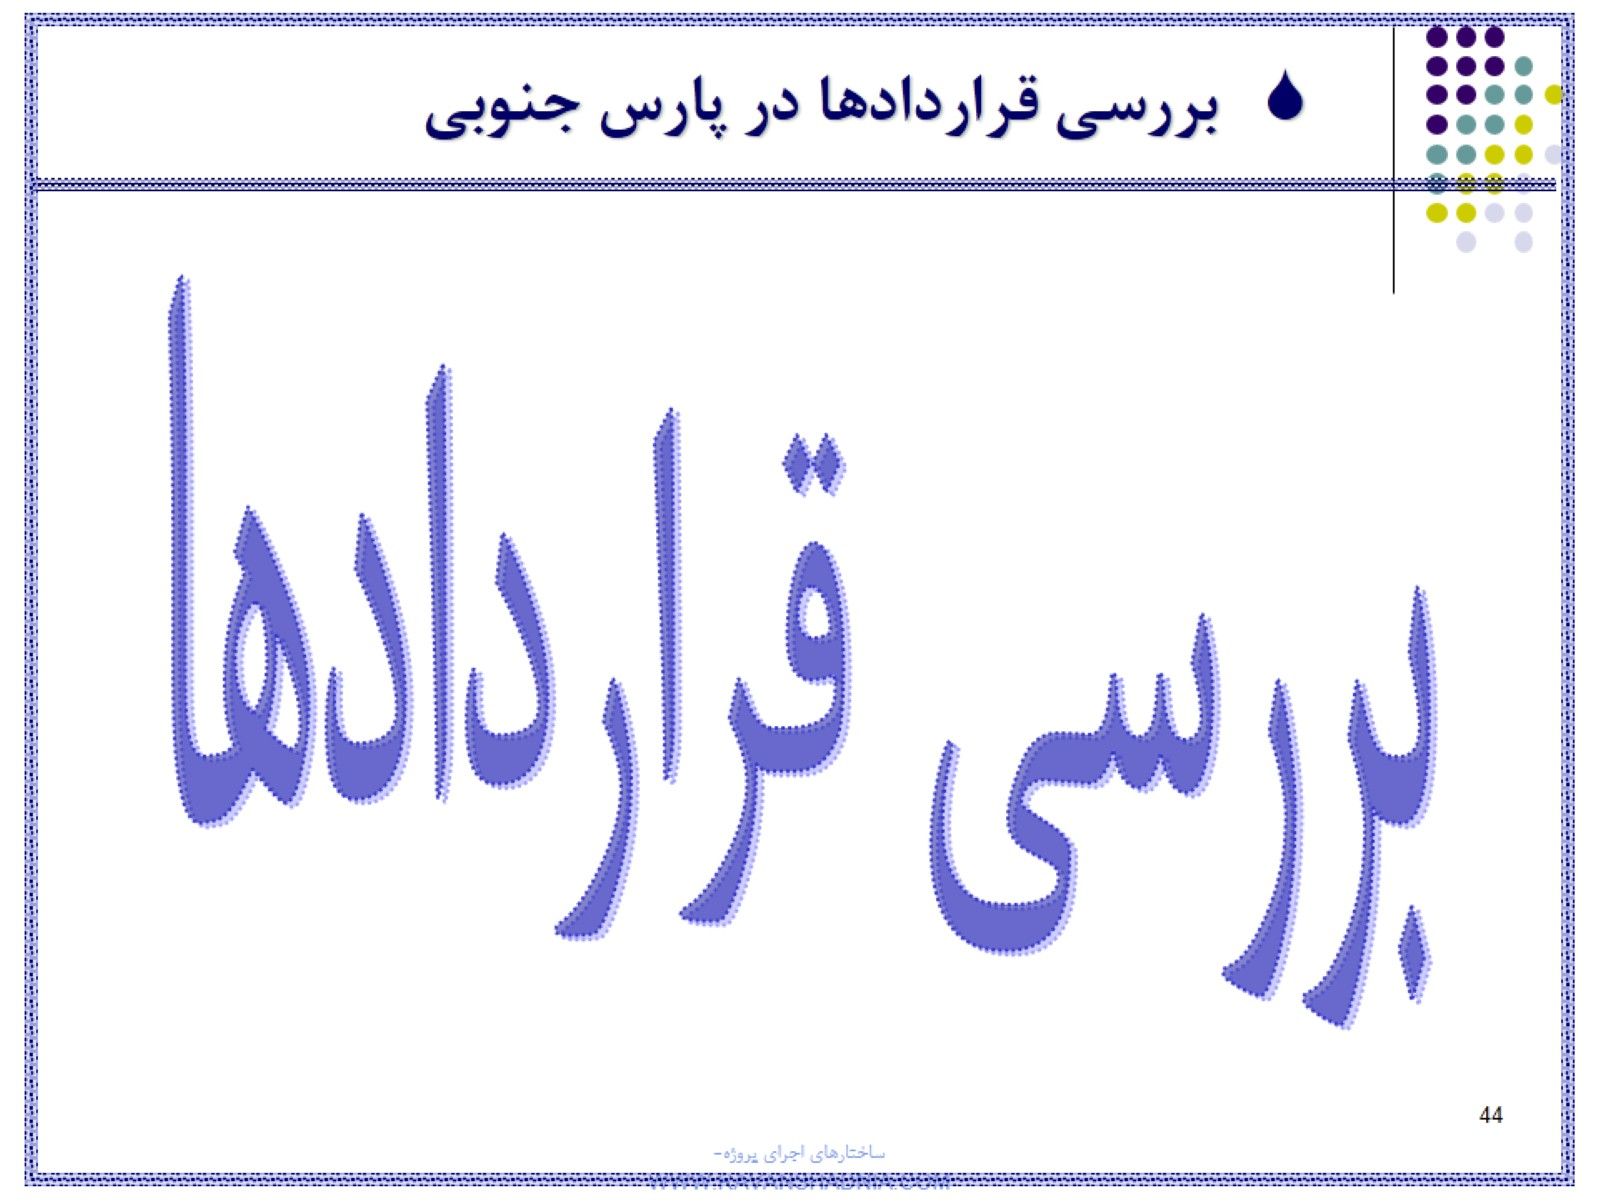 بررسی قراردادها در پارس جنوبی
بررسی قراردادها
44
ساختارهای اجرای پروژه-